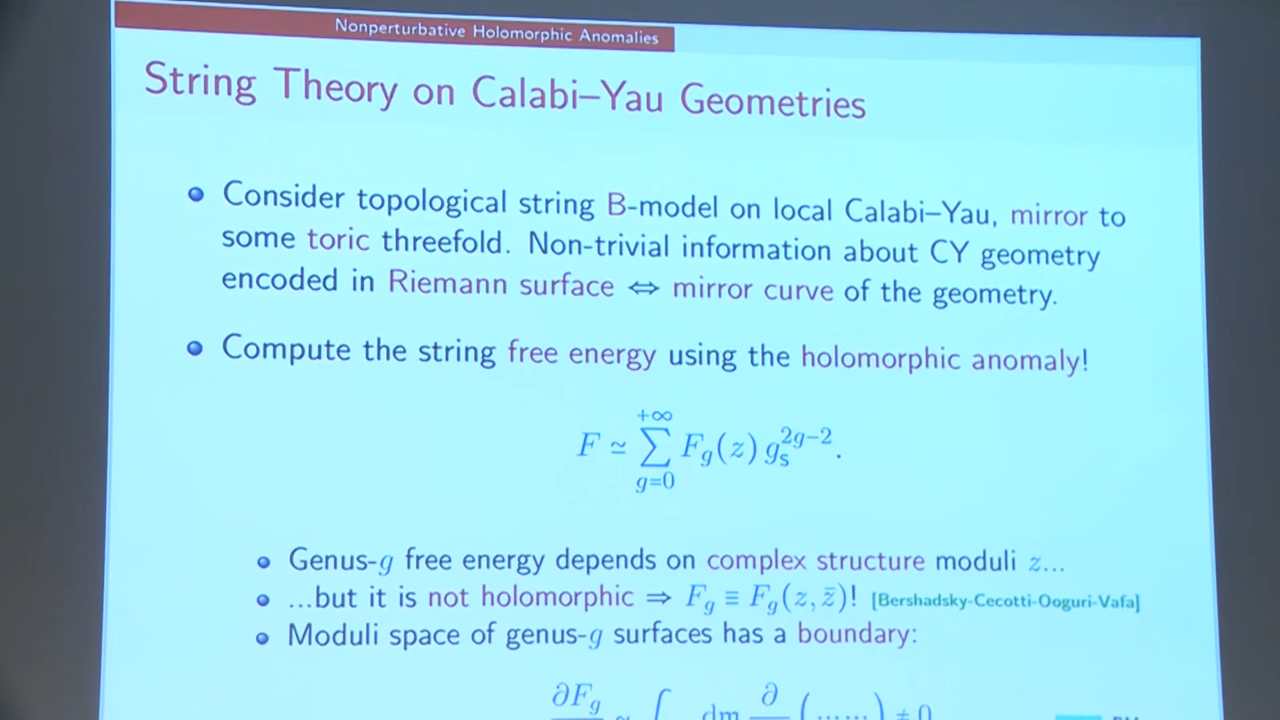 Nonperturbative Holomorphic Anomalies
String Theory on Calabi–Yau Geometries
Consider topological string B-model on local Calabi–Yau, mirror to
some toric threefold. Non-trivial information about CY geometry
encoded in Riemann surface ⇔ mirror curve of the geometry.
Compute the string free energy using the holomorphic anomaly!
F ≃ ∑_{g=0}^{+∞} F_g(z) g_s^{2g−2}.
Genus-g free energy depends on complex structure moduli z...
...but it is not holomorphic ⇒ F_g ≡ F_g(z, z̄)! [Bershadsky-Cecotti-Ooguri-Vafa]
Moduli space of genus-g surfaces has a boundary:
∂F_g ∫ dm ∂ (......) ≠ 0